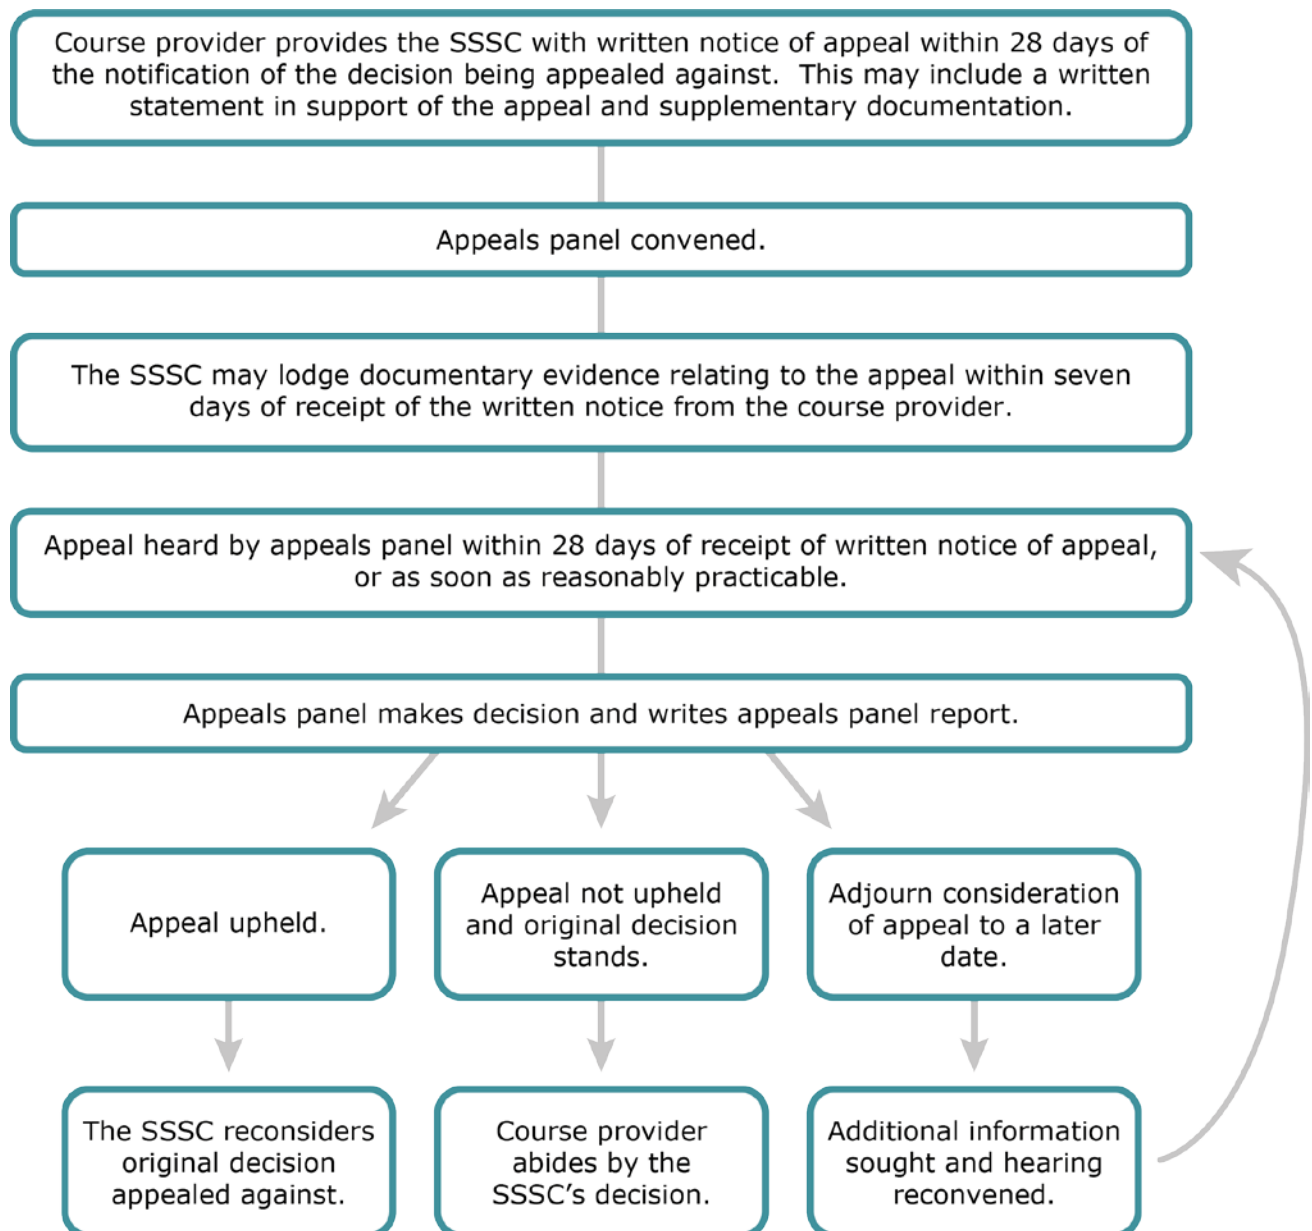 Course provider provides the SSSC with written notice of appeal within 28 days of
the notification of the decision being appealed against.  This may include a written
statement in support of the appeal and supplementary documentation.
Appeals panel convened.
The SSSC may lodge documentary evidence relating to the appeal within seven
days of receipt of the written notice from the course provider.
Appeal heard by appeals panel within 28 days of receipt of written notice of appeal,
or as soon as reasonably practicable.
Appeals panel makes decision and writes appeals panel report.
Appeal upheld.
Appeal not upheld
and original decision
stands.
Adjourn consideration
of appeal to a later
date.
The SSSC reconsiders
original decision
appealed against.
Course provider
abides by the
SSSC’s decision.
Additional information
sought and hearing
reconvened.